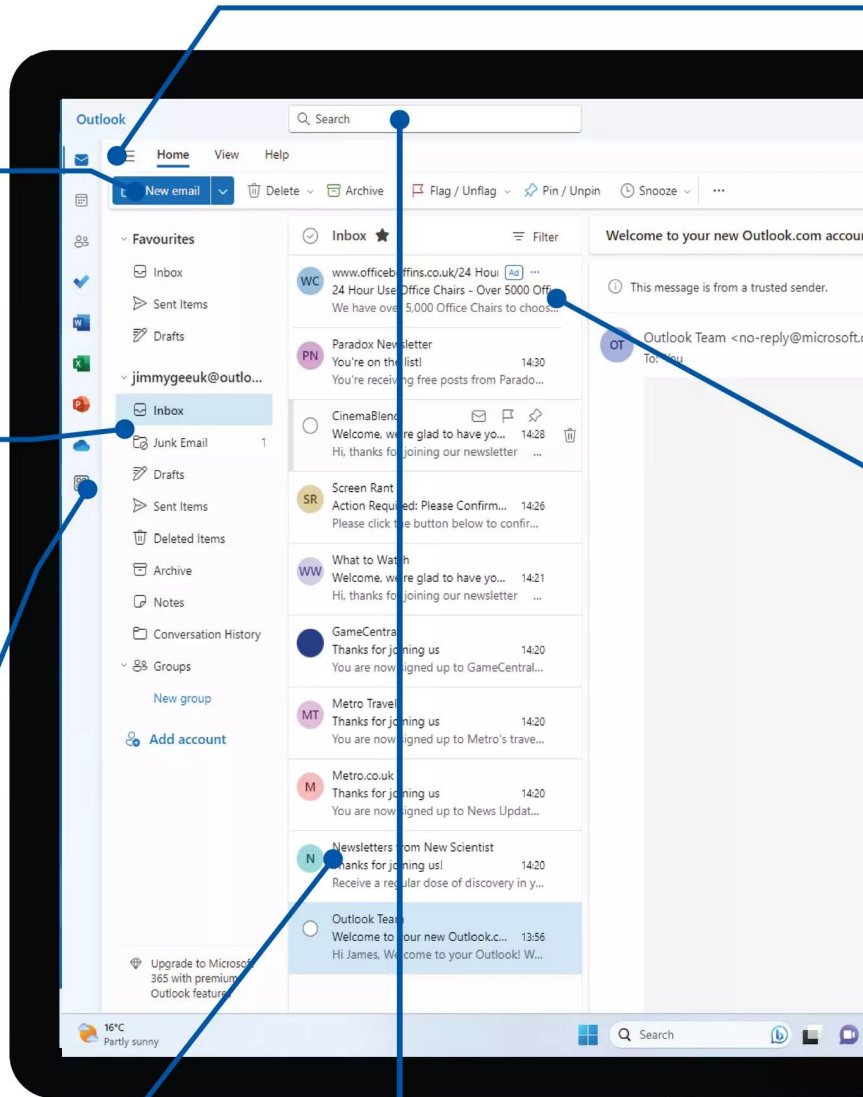 Outlook
Search
Home View Help
New email Delete Archive Flag / Unflag Pin / Unpin Snooze ...
Favourites
Inbox
Sent Items
Drafts
jimmygeeuk@outlo...
Inbox
Junk Email 1
Drafts
Sent Items
Deleted Items
Archive
Notes
Conversation History
Groups
New group
Add account
Upgrade to Microsoft
365 with premium
Outlook features
Inbox Filter
WC
www.officeboffins.co.uk/24 Hour Ad ...
24 Hour Use Office Chairs - Over 5000 Offi...
We have over 5,000 Office Chairs to choos...
PN
Paradox Newsletter
You're on the list! 14:30
You're receiving free posts from Parado...
CinemaBlend
Welcome, we're glad to have yo... 14:28
Hi, thanks for joining our newsletter ...
SR
Screen Rant
Action Required: Please Confirm... 14:26
Please click the button below to confir...
WW
What to Watch
Welcome, we're glad to have yo... 14:21
Hi, thanks for joining our newsletter ...
GameCentral
Thanks for joining us 14:20
You are now signed up to GameCentral...
MT
Metro Travel
Thanks for joining us 14:20
You are now signed up to Metro's trave...
M
Metro.co.uk
Thanks for joining us 14:20
You are now signed up to News Updat...
N
Newsletters from New Scientist
Thanks for joining us! 14:20
Receive a regular dose of discovery in y...
Outlook Team
Welcome to your new Outlook.c... 13:56
Hi James, Welcome to your Outlook! W...
Welcome to your new Outlook.com accoun
This message is from a trusted sender.
OT
Outlook Team <no-reply@microsoft.c
To: You
16°C
Partly sunny
Search